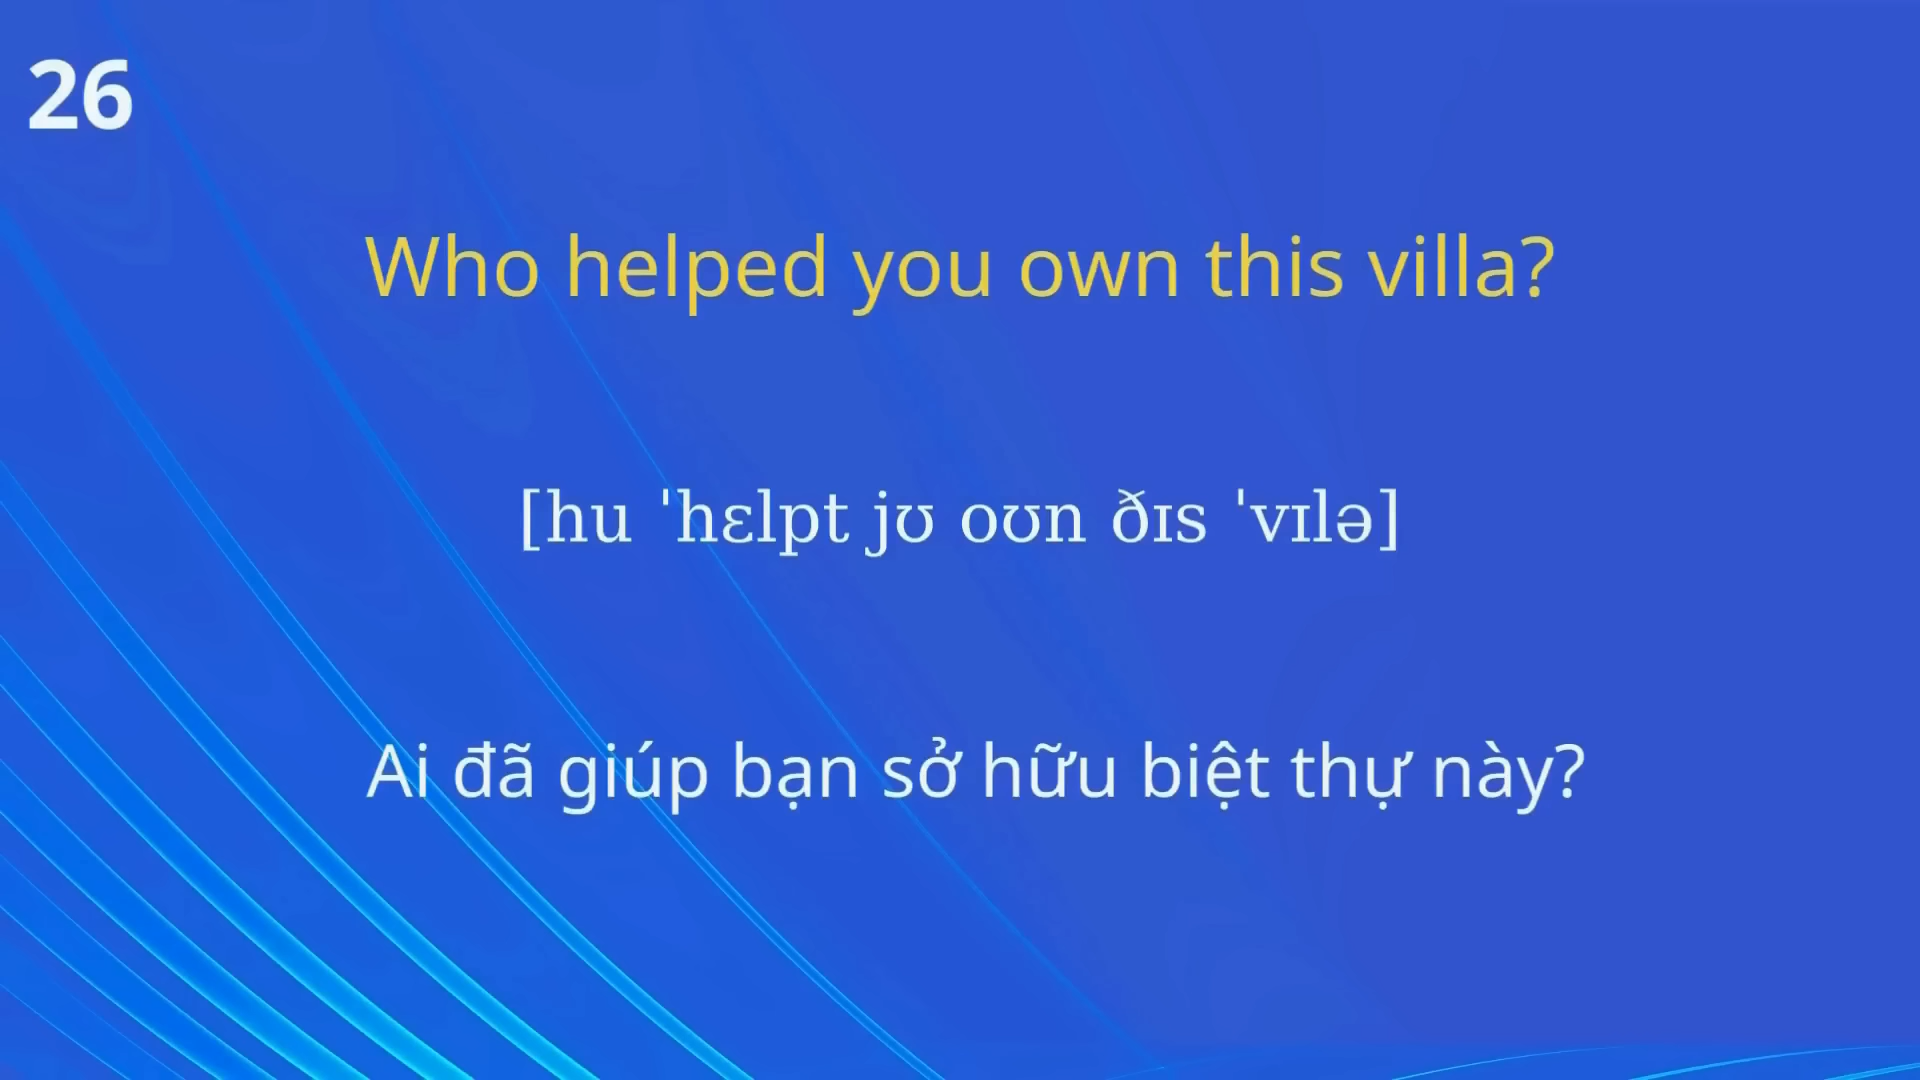 26
Who helped you own this villa?
[hu ˈhɛlpt jʊ oʊn ðɪs ˈvɪlə]
Ai đã giúp bạn sở hữu biệt thự này?